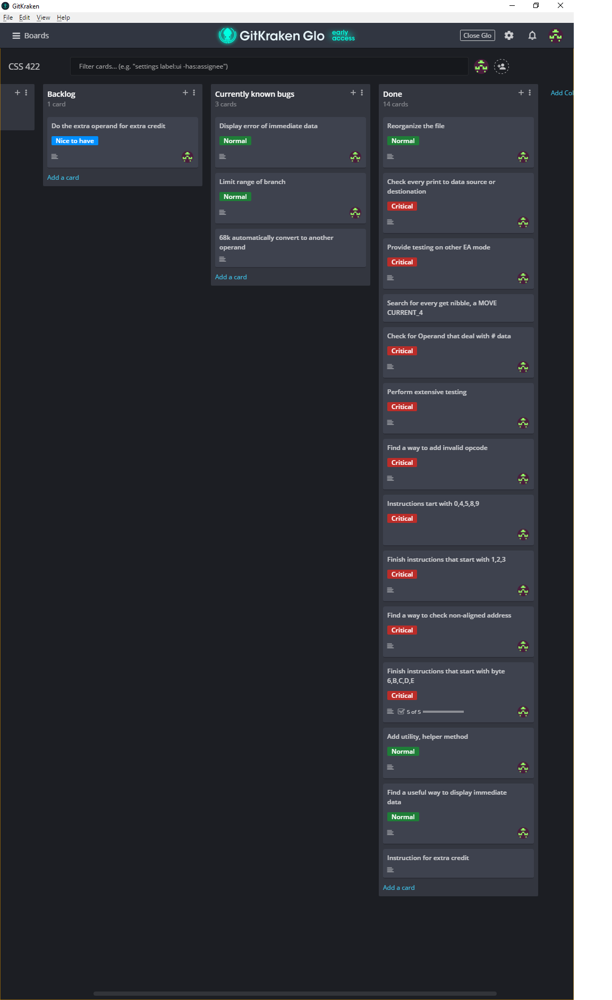 GitKraken
File Edit View Help
Boards
GitKraken Glo
early
access
Close Glo
CSS 422
Filter cards... (e.g. "settings label:ui -has:assignee")
Backlog
1 card
Do the extra operand for extra credit
Nice to have
Add a card
Currently known bugs
3 cards
Display error of immediate data
Normal
Limit range of branch
Normal
68k automatically convert to another
operand
Add a card
Done
14 cards
Reorganize the file
Normal
Check every print to data source or
destionation
Critical
Provide testing on other EA mode
Critical
Search for every get nibble, a MOVE
CURRENT_4
Check for Operand that deal with # data
Critical
Perform extensive testing
Critical
Find a way to add invalid opcode
Critical
Instructions tart with 0,4,5,8,9
Critical
Finish instructions that start with 1,2,3
Critical
Find a way to check non-aligned address
Critical
Finish instructions that start with byte
6,B,C,D,E
Critical
5 of 5
Add utility, helper method
Normal
Find a useful way to display immediate
data
Normal
Instruction for extra credit
Add a card
Add Col